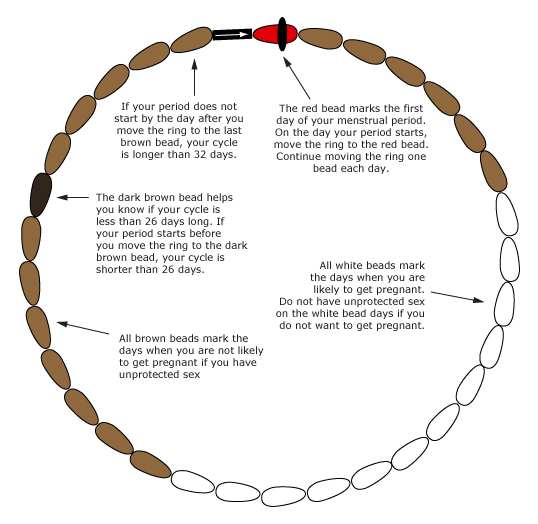 If your period does not
start by the day after you
move the ring to the last
brown bead, your cycle
is longer than 32 days.
The red bead marks the first
day of your menstrual period.
On the day your period starts,
move the ring to the red bead.
Continue moving the ring one
bead each day.
The dark brown bead helps
you know if your cycle is
less than 26 days long. If
your period starts before
you move the ring to the dark
brown bead, your cycle is
shorter than 26 days.
All white beads mark
the days when you are
likely to get pregnant.
Do not have unprotected sex
on the white bead days if you
do not want to get pregnant.
All brown beads mark the
days when you are not likely
to get pregnant if you have
unprotected sex